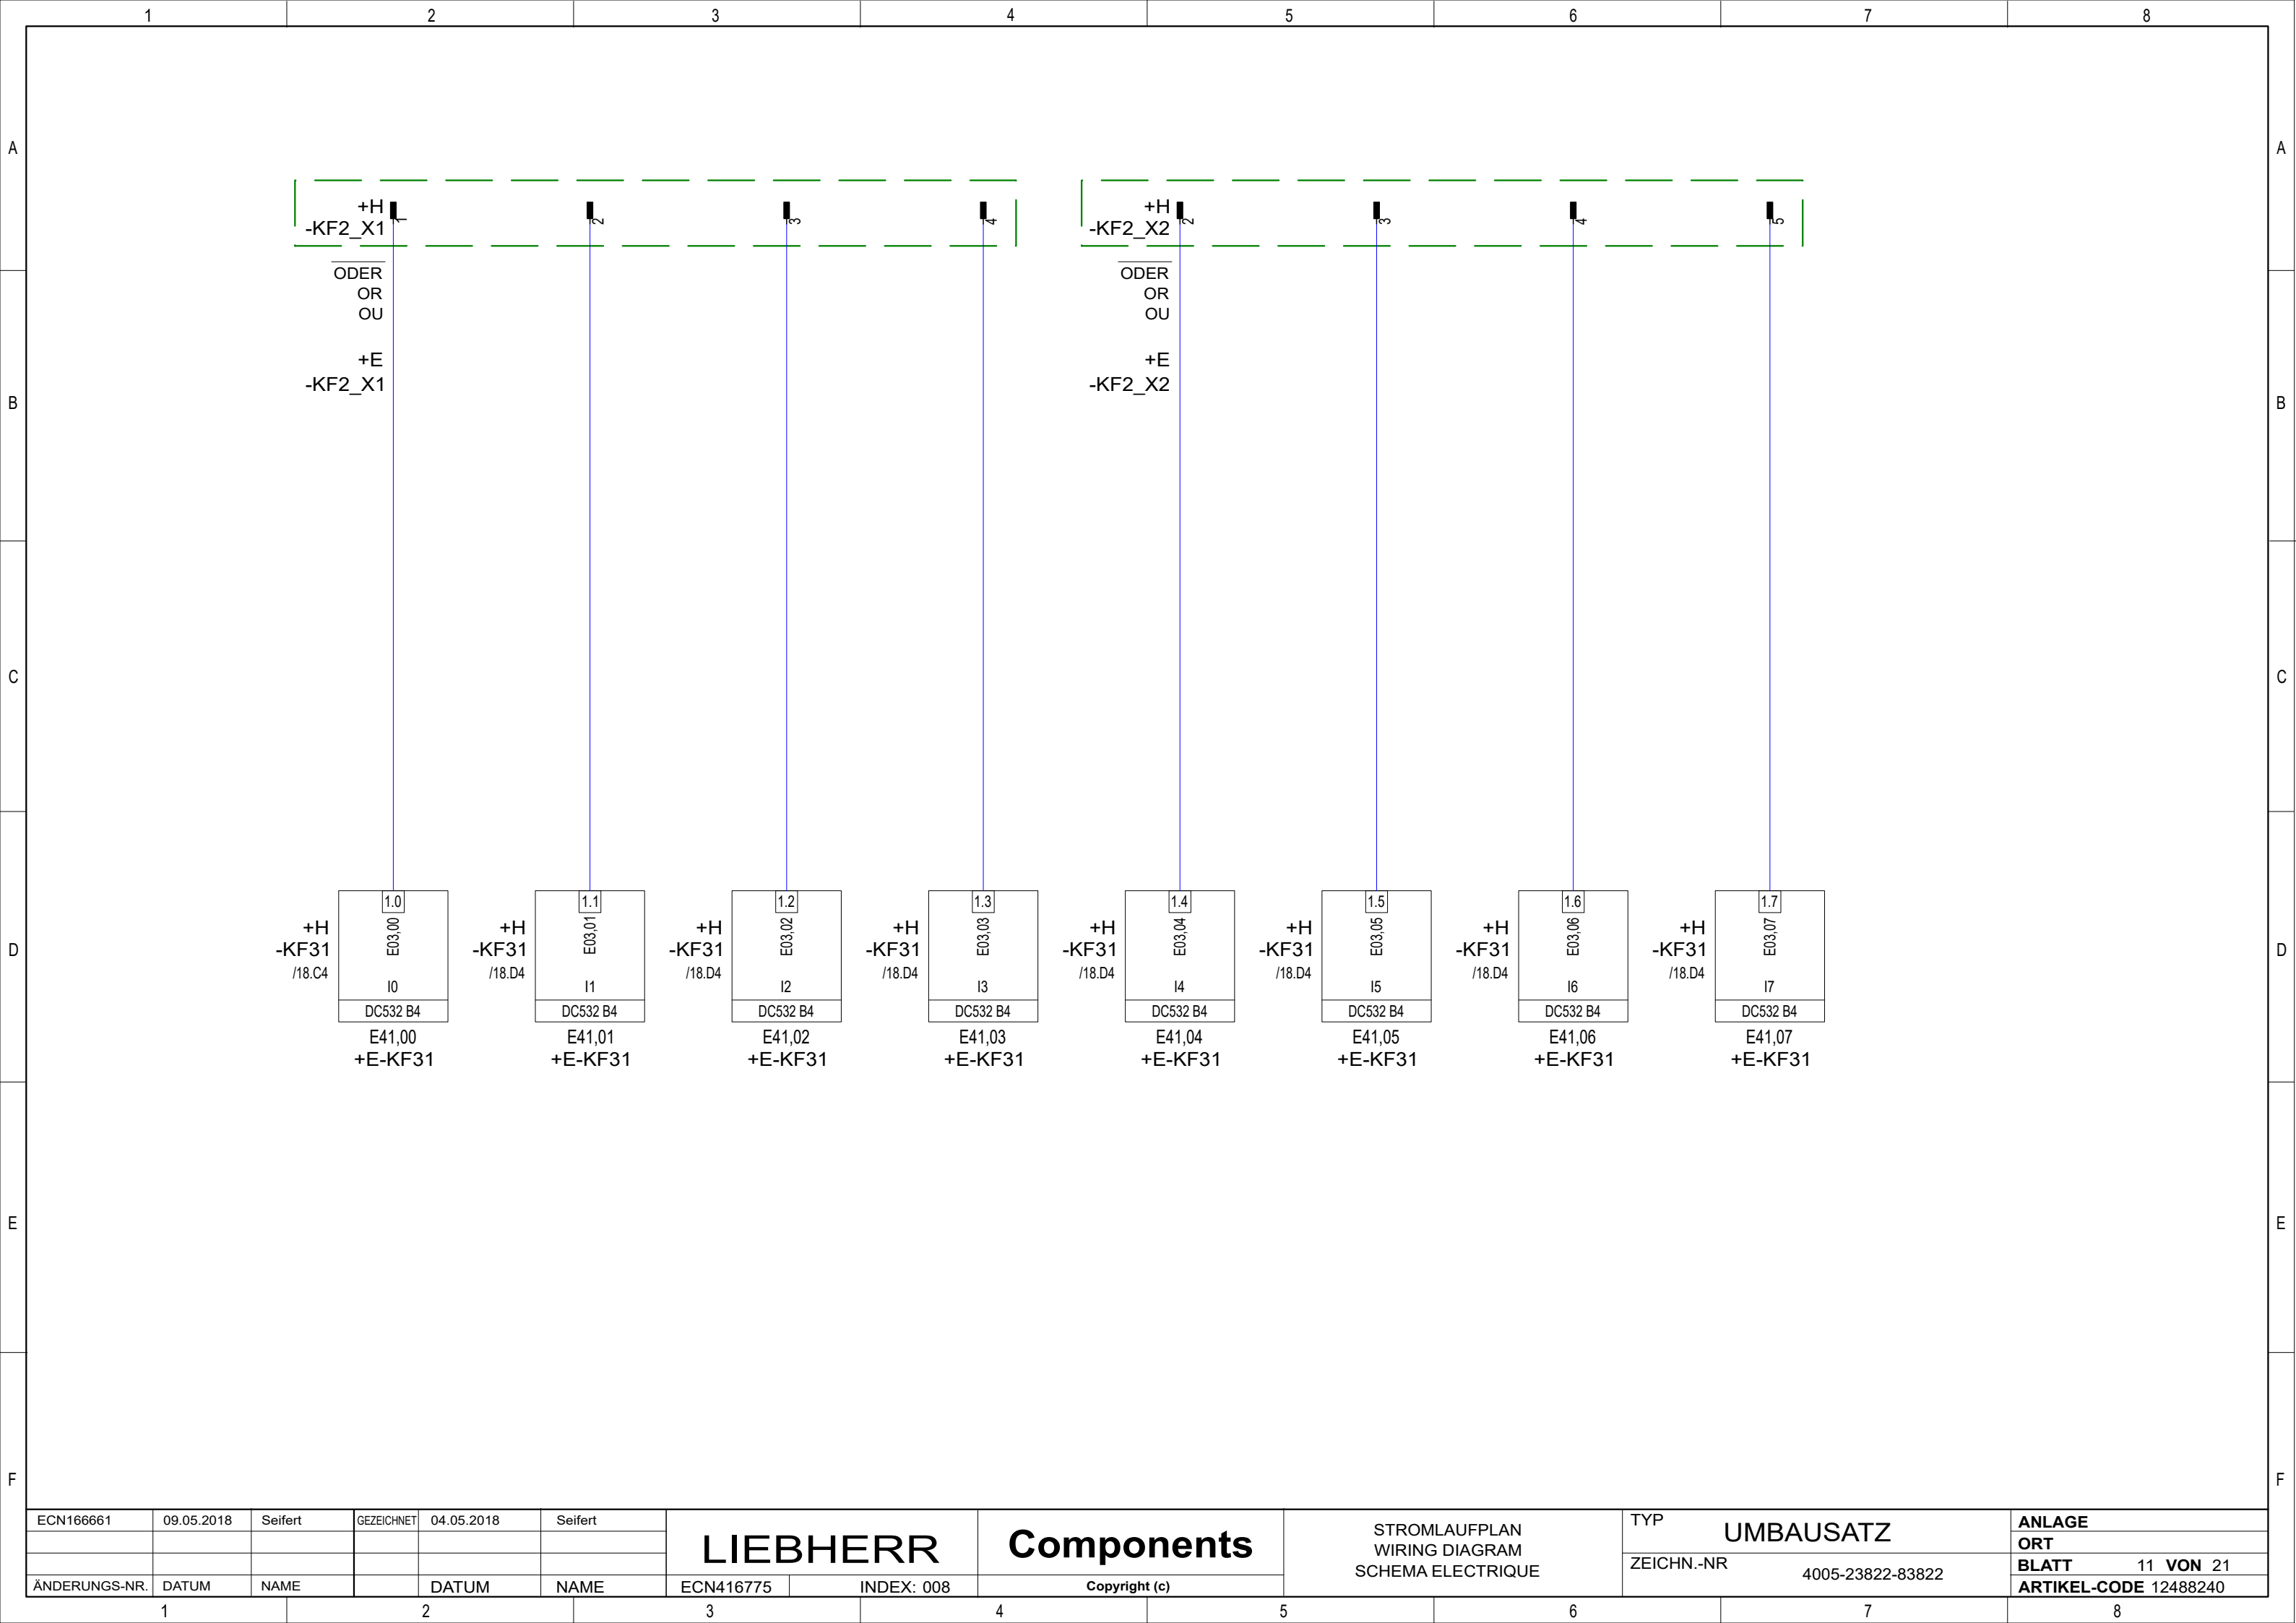 1 2 3 4 5 6 7 8
A A
+H
-KF2_X1
1 2 3 4
+H
-KF2_X2
2 3 4 5
ODER
OR
OU
ODER
OR
OU
+E
-KF2_X1
+E
-KF2_X2
B B
C C
D D
+H
-KF31
/18.C4
1.0
E03,00
I0
DC532 B4
E41,00
+E-KF31
+H
-KF31
/18.D4
1.1
E03,01
I1
DC532 B4
E41,01
+E-KF31
+H
-KF31
/18.D4
1.2
E03,02
I2
DC532 B4
E41,02
+E-KF31
+H
-KF31
/18.D4
1.3
E03,03
I3
DC532 B4
E41,03
+E-KF31
+H
-KF31
/18.D4
1.4
E03,04
I4
DC532 B4
E41,04
+E-KF31
+H
-KF31
/18.D4
1.5
E03,05
I5
DC532 B4
E41,05
+E-KF31
+H
-KF31
/18.D4
1.6
E03,06
I6
DC532 B4
E41,06
+E-KF31
+H
-KF31
/18.D4
1.7
E03,07
I7
DC532 B4
E41,07
+E-KF31
E E
F F
ECN166661 09.05.2018 Seifert GEZEICHNET 04.05.2018 Seifert
ÄNDERUNGS-NR. DATUM NAME DATUM NAME
LIEBHERR
ECN416775 INDEX: 008
Components
Copyright (c)
STROMLAUFPLAN
WIRING DIAGRAM
SCHEMA ELECTRIQUE
TYP UMBAUSATZ
ZEICHN.-NR 4005-23822-83822
ANLAGE
ORT
BLATT 11 VON 21
ARTIKEL-CODE 12488240
1 2 3 4 5 6 7 8